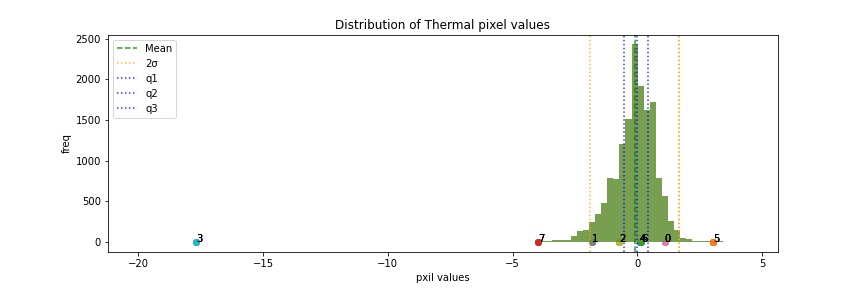 Distribution of Thermal pixel values
2500
2000
1500
1000
500
0
freq
Mean
2σ
q1
q2
q3
3
7
1
2
4
6
0
5
−20
−15
−10
−5
0
5
pxil values